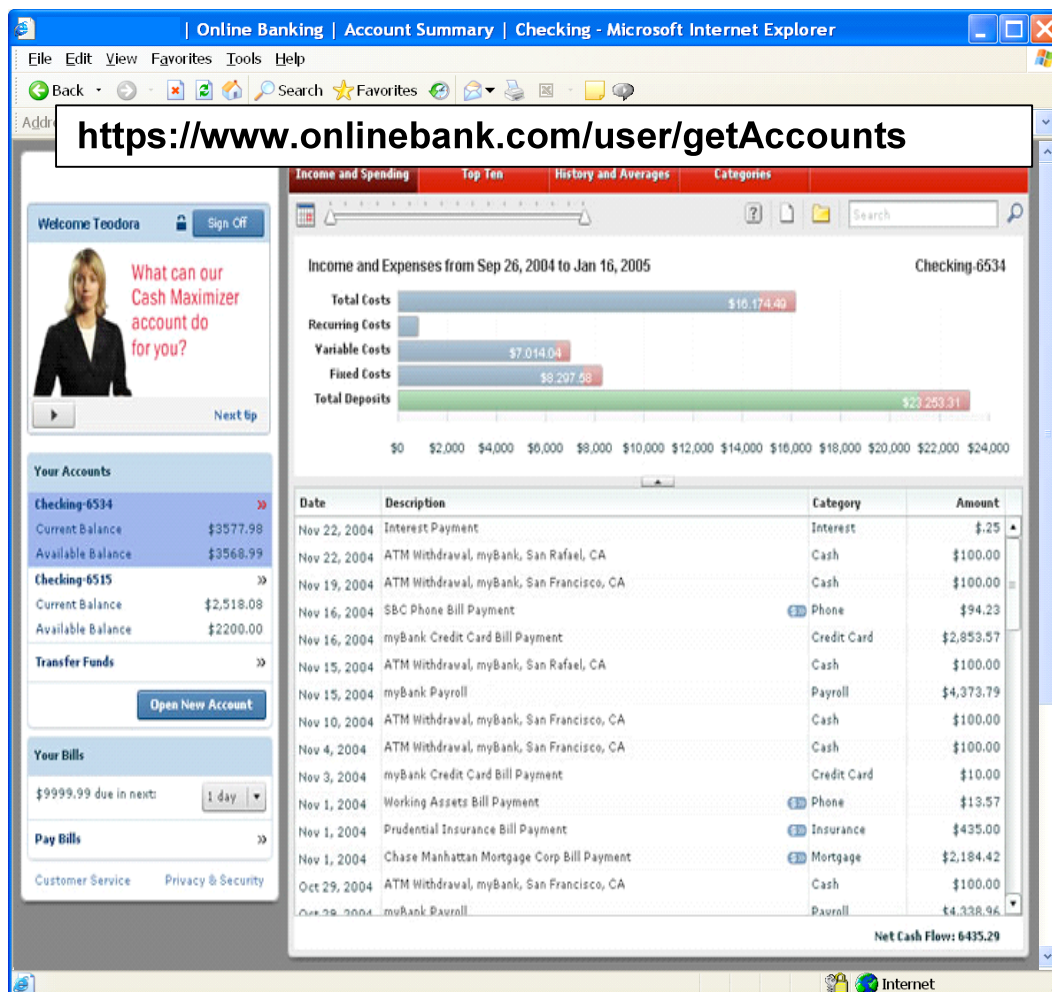 | Online Banking | Account Summary | Checking - Microsoft Internet Explorer
File Edit View Favorites Tools Help
Back Search Favorites
https://www.onlinebank.com/user/getAccounts
Income and Spending Top Ten History and Averages Categories
Welcome Teodora Sign Off
Search
What can our
Cash Maximizer
account do
for you?
Next tip
Income and Expenses from Sep 26, 2004 to Jan 16, 2005 Checking-6534
Total Costs $16,174.49
Recurring Costs
Variable Costs $7,014.04
Fixed Costs $8,297.58
Total Deposits $23,253.31
$0 $2,000 $4,000 $6,000 $8,000 $10,000 $12,000 $14,000 $16,000 $18,000 $20,000 $22,000 $24,000
Your Accounts
Checking-6534 »
Current Balance $3577.98
Available Balance $3568.99
Checking-6515 »
Current Balance $2,518.08
Available Balance $2200.00
Transfer Funds »
Open New Account
Your Bills
$9999.99 due in next: 1 day
Pay Bills »
Customer Service Privacy & Security
Date Description Category Amount
Nov 22, 2004 Interest Payment Interest $.25
Nov 22, 2004 ATM Withdraval, myBank, San Rafael, CA Cash $100.00
Nov 19, 2004 ATM Withdraval, myBank, San Francisco, CA Cash $100.00
Nov 16, 2004 SBC Phone Bill Payment Phone $94.23
Nov 16, 2004 myBank Credit Card Bill Payment Credit Card $2,853.57
Nov 15, 2004 ATM Withdraval, myBank, San Rafael, CA Cash $100.00
Nov 15, 2004 myBank Payroll Payroll $4,373.79
Nov 10, 2004 ATM Withdraval, myBank, San Francisco, CA Cash $100.00
Nov 4, 2004 ATM Withdraval, myBank, San Francisco, CA Cash $100.00
Nov 3, 2004 myBank Credit Card Bill Payment Credit Card $10.00
Nov 1, 2004 Working Assets Bill Payment Phone $13.57
Nov 1, 2004 Prudential Insurance Bill Payment Insurance $435.00
Nov 1, 2004 Chase Manhattan Mortgage Corp Bill Payment Mortgage $2,184.42
Oct 29, 2004 ATM Withdraval, myBank, San Francisco, CA Cash $100.00
Oct 29, 2004 myBank Payroll Payroll $4,338.96
Net Cash Flow: 6435.29
Internet